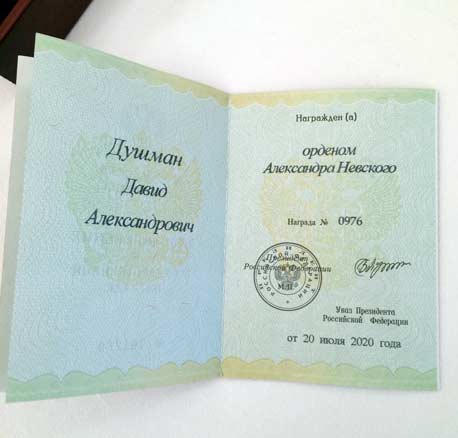 Душман
Давид
Александрович
Награжден (а)
орденом
Александра Невского
Награда № 0976
Президент
Российской Федерации
М.П.
Указ Президента
Российской Федерации
от 20 июля 2020 года